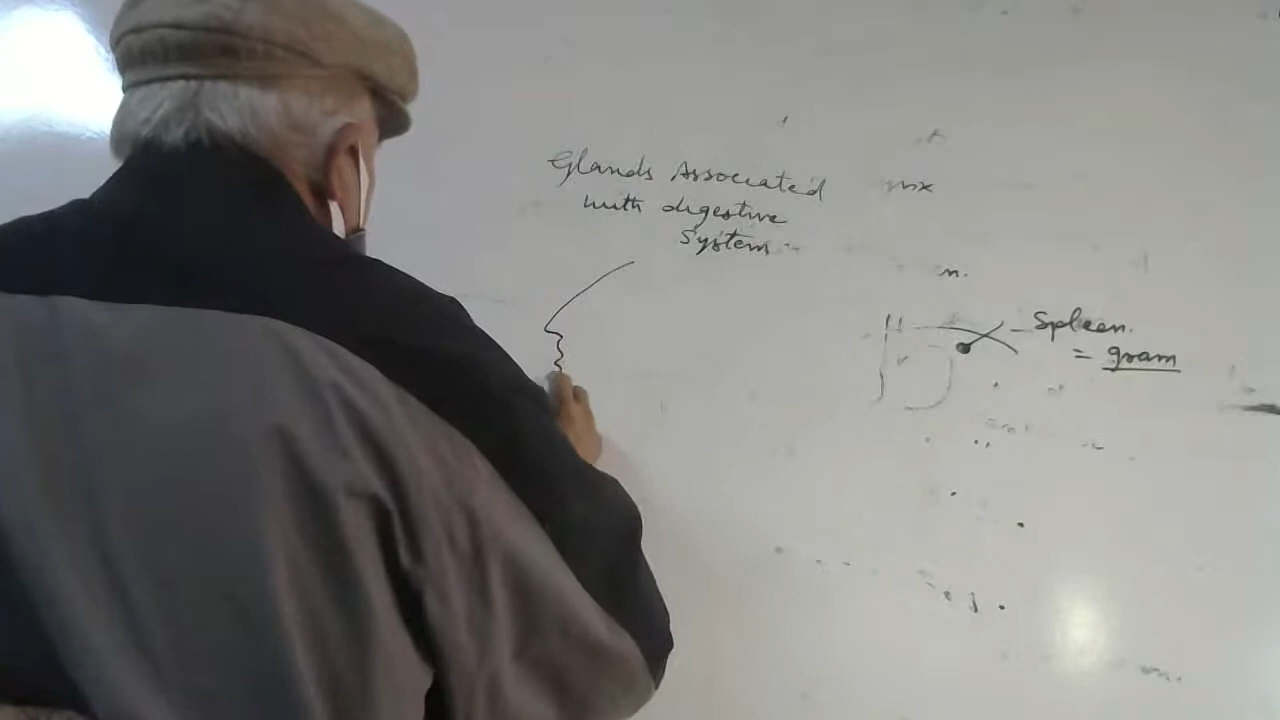 Glands Associated
with digestive
System
Spleen.
= gram